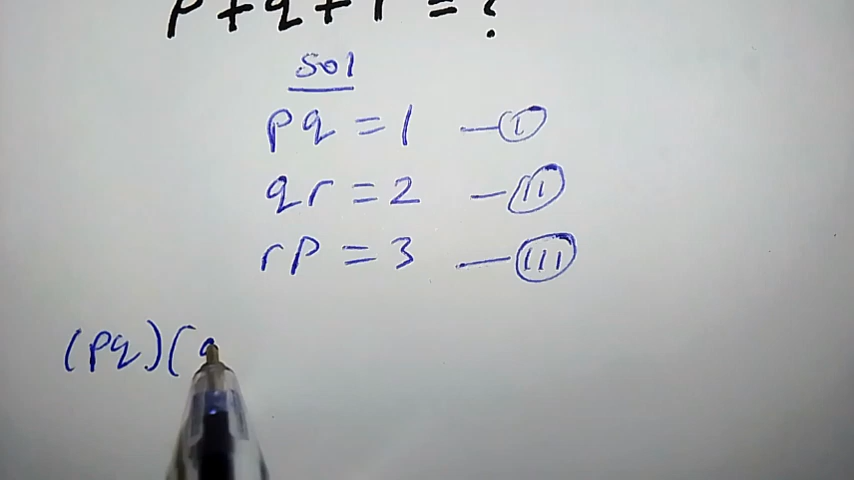 p + q + r = ?
Sol
pq = 1 — (I)
qr = 2 — (II)
rp = 3 — (III)
(pq)(q